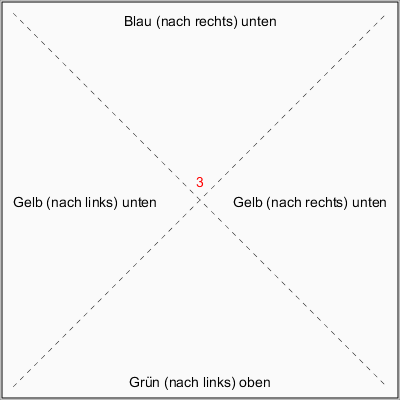 Blau (nach rechts) unten
3
Gelb (nach links) unten
Gelb (nach rechts) unten
Grün (nach links) oben